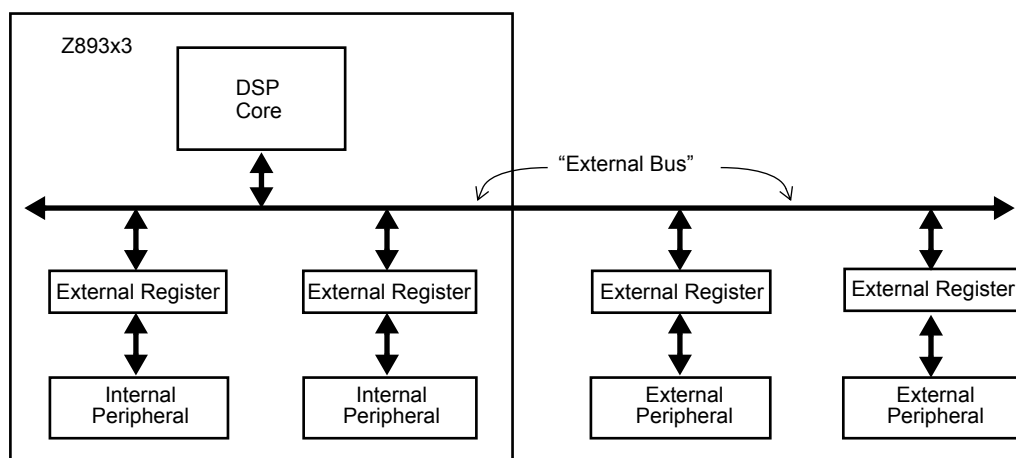 Z893x3
DSP
Core
“External Bus”
External Register
External Register
External Register
External Register
Internal
Peripheral
Internal
Peripheral
External
Peripheral
External
Peripheral